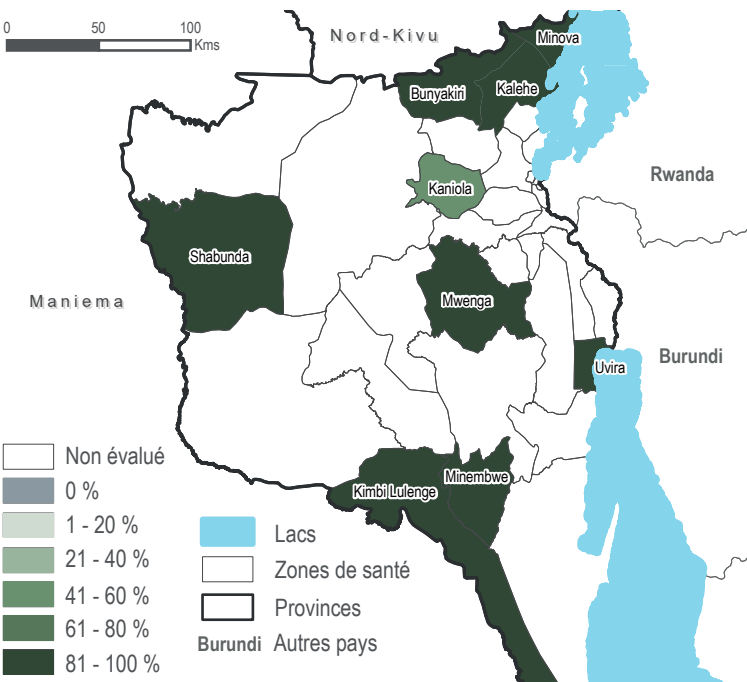 0 50 100
Kms
Nord-Kivu
Minova
Bunyakiri
Kalehe
Kaniola
Rwanda
Shabunda
Maniema
Mwenga
Burundi
Uvira
Minembwe
Kimbi Lulenge
Non évalué
0 %
1 - 20 %
21 - 40 %
41 - 60 %
61 - 80 %
81 - 100 %
Lacs
Zones de santé
Provinces
Burundi Autres pays